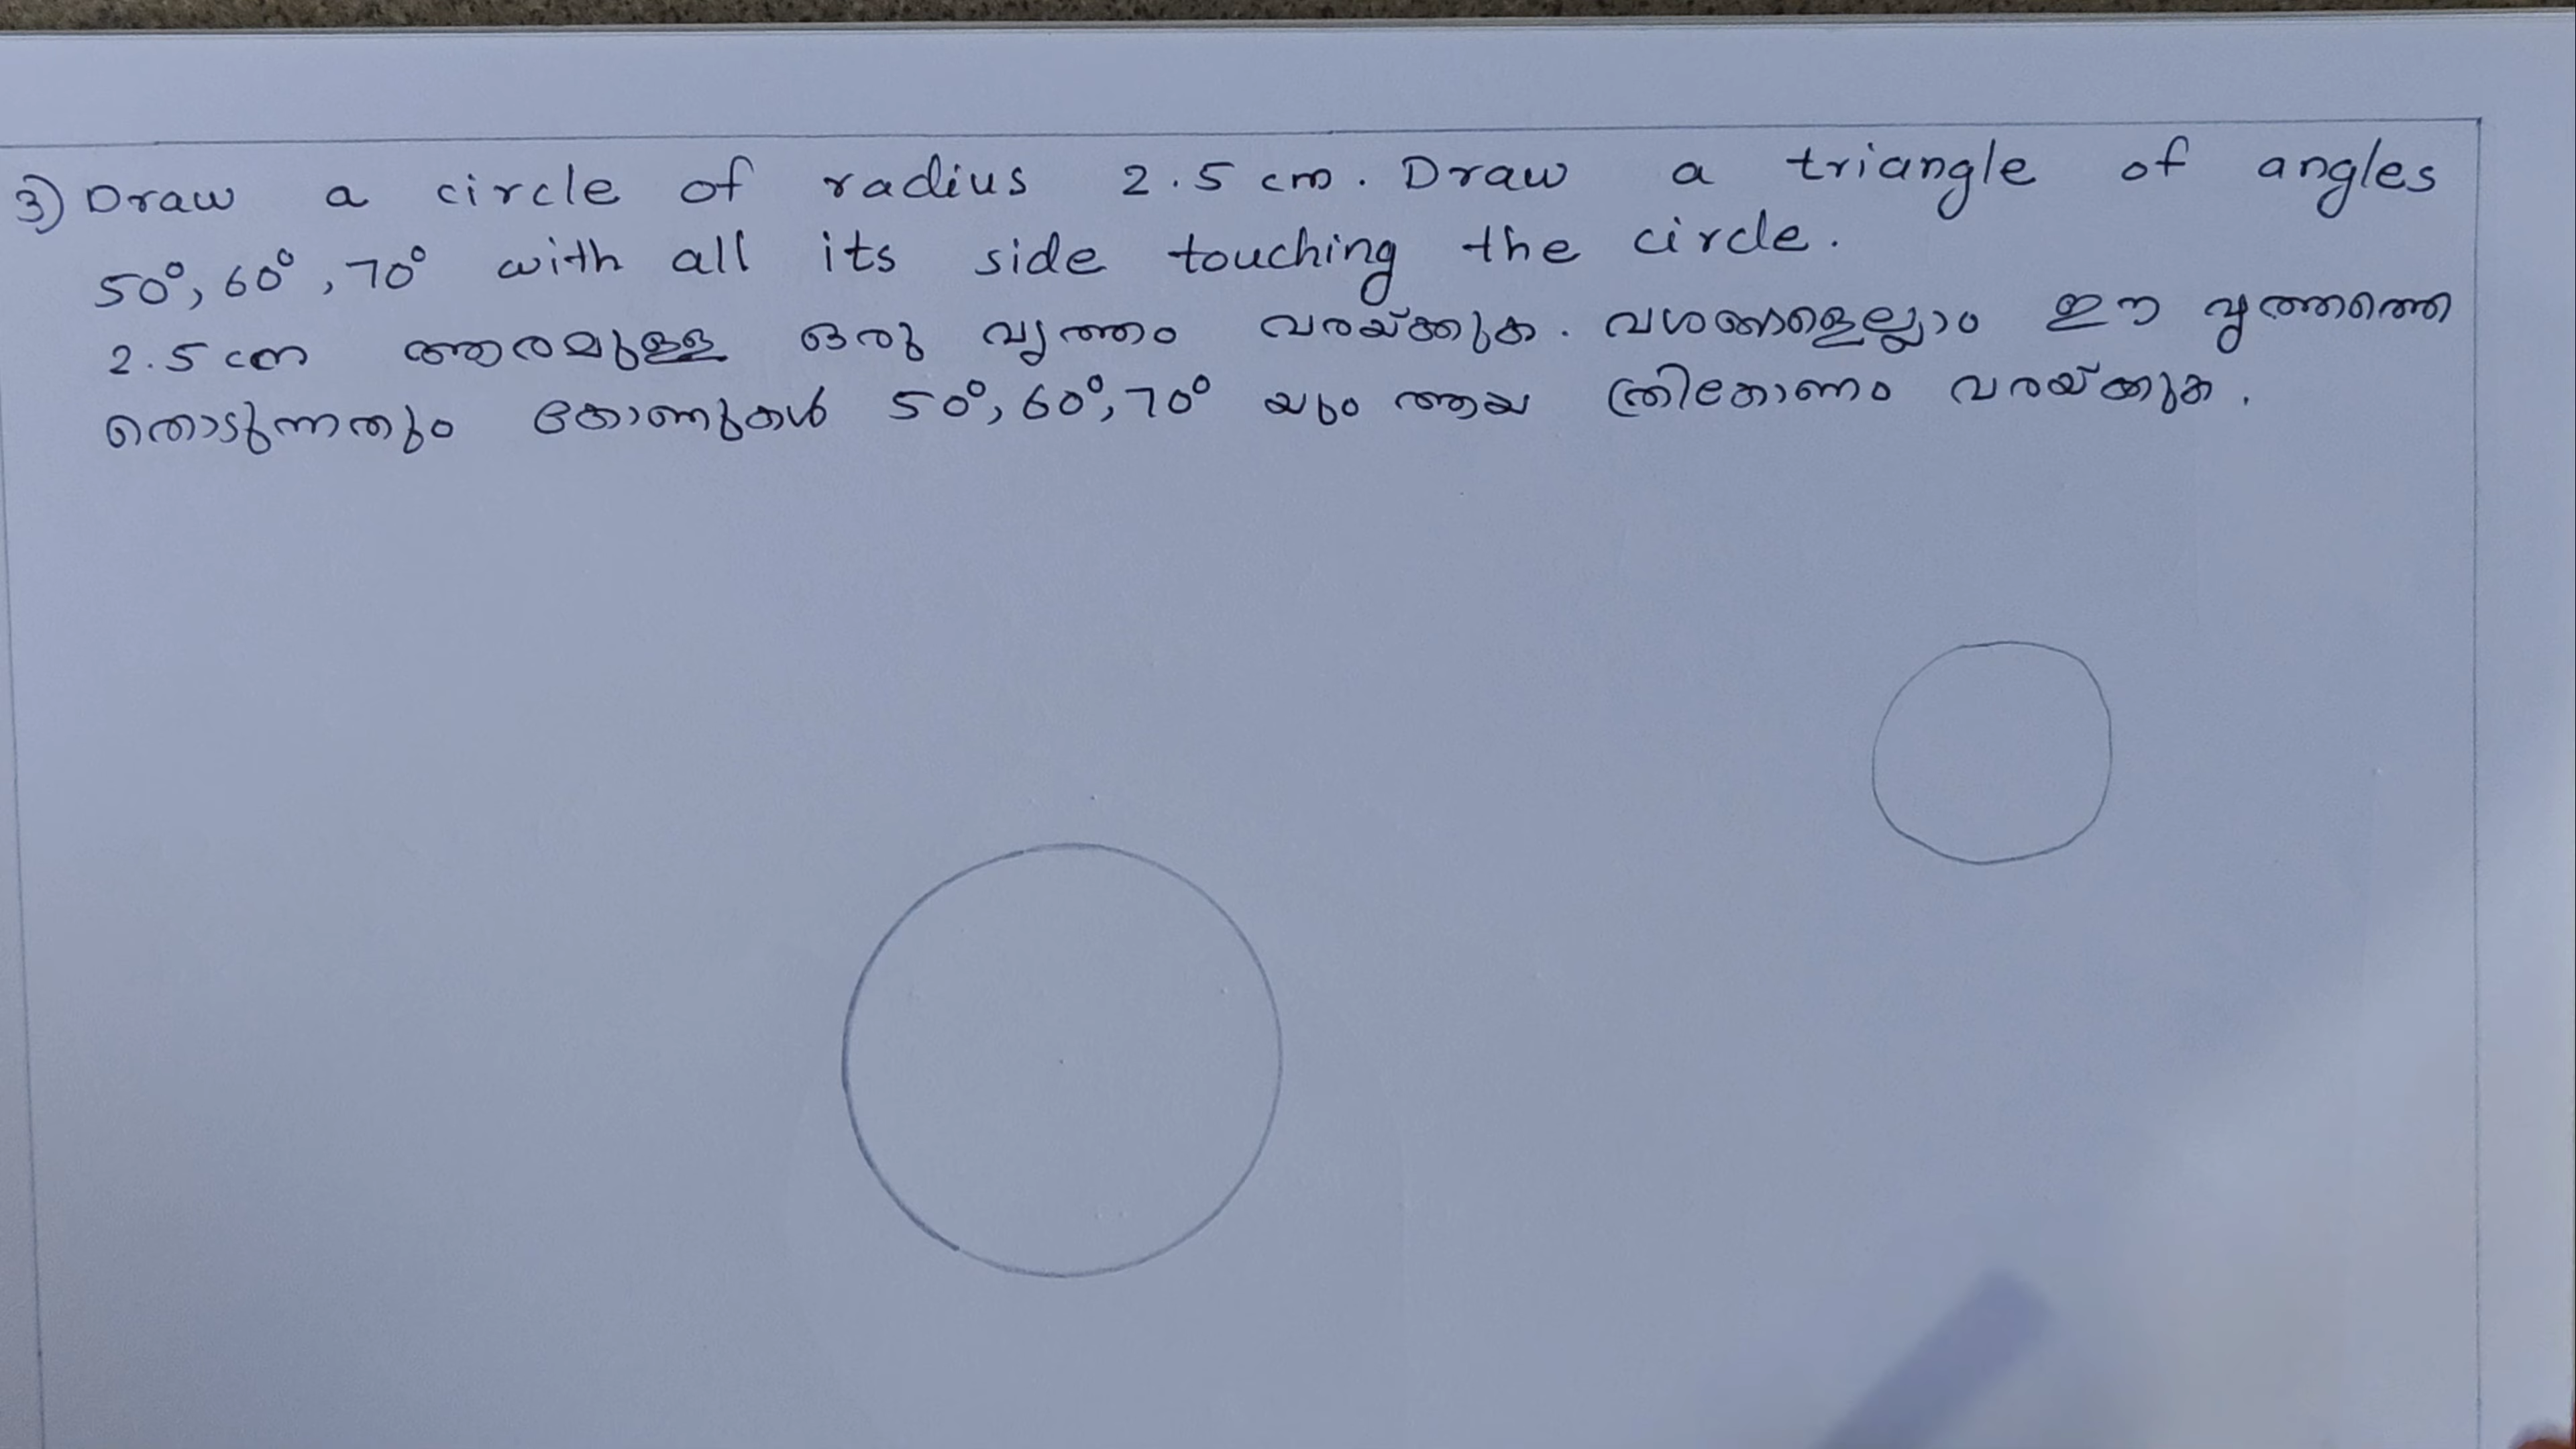 3) Draw a circle of radius 2.5 cm. Draw a triangle of angles
50°, 60°, 70° with all its side touching the circle.
2.5 cm ആരമുള്ള ഒരു വൃത്തം വരയ്ക്കുക. വശങ്ങളെല്ലാം ഈ വൃത്തത്തെ
തൊടുന്നതും കോണുകൾ 50°, 60°, 70° യും ആയ ത്രികോണം വരയ്ക്കുക.